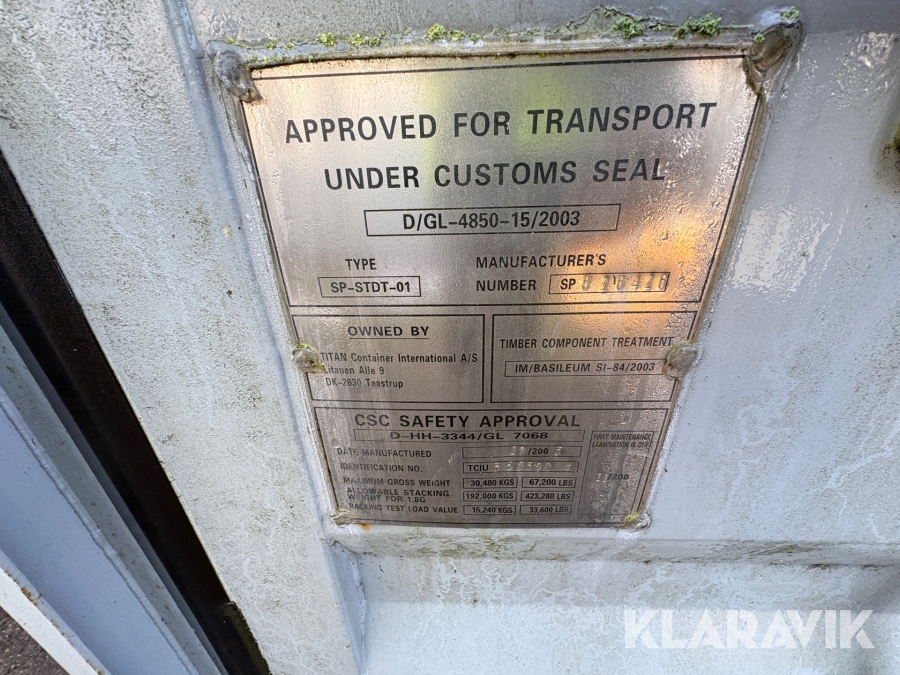 APPROVED FOR TRANSPORT
UNDER CUSTOMS SEAL
D/GL-4850-15/2003
TYPE
SP-STDT-01
MANUFACTURER'S
NUMBER SP
OWNED BY
TITAN Container International A/S
Litauen Alle 9
DK-2630 Taastrup
TIMBER COMPONENT TREATMENT
IM/BASILEUM SI-84/2003
CSC SAFETY APPROVAL
D-HH-3344/GL 7068
DATE MANUFACTURED
IDENTIFICATION NO. TCIU
MAXIMUM GROSS WEIGHT 30,480 KGS 67,200 LBS
ALLOWABLE STACKING
WEIGHT FOR 1.8G 192,000 KGS 423,280 LBS
RACKING TEST LOAD VALUE 15,240 KGS 33,600 LBS
FIRST MAINTENANCE
EXAMINATION IS DUE:
KLARAVIK